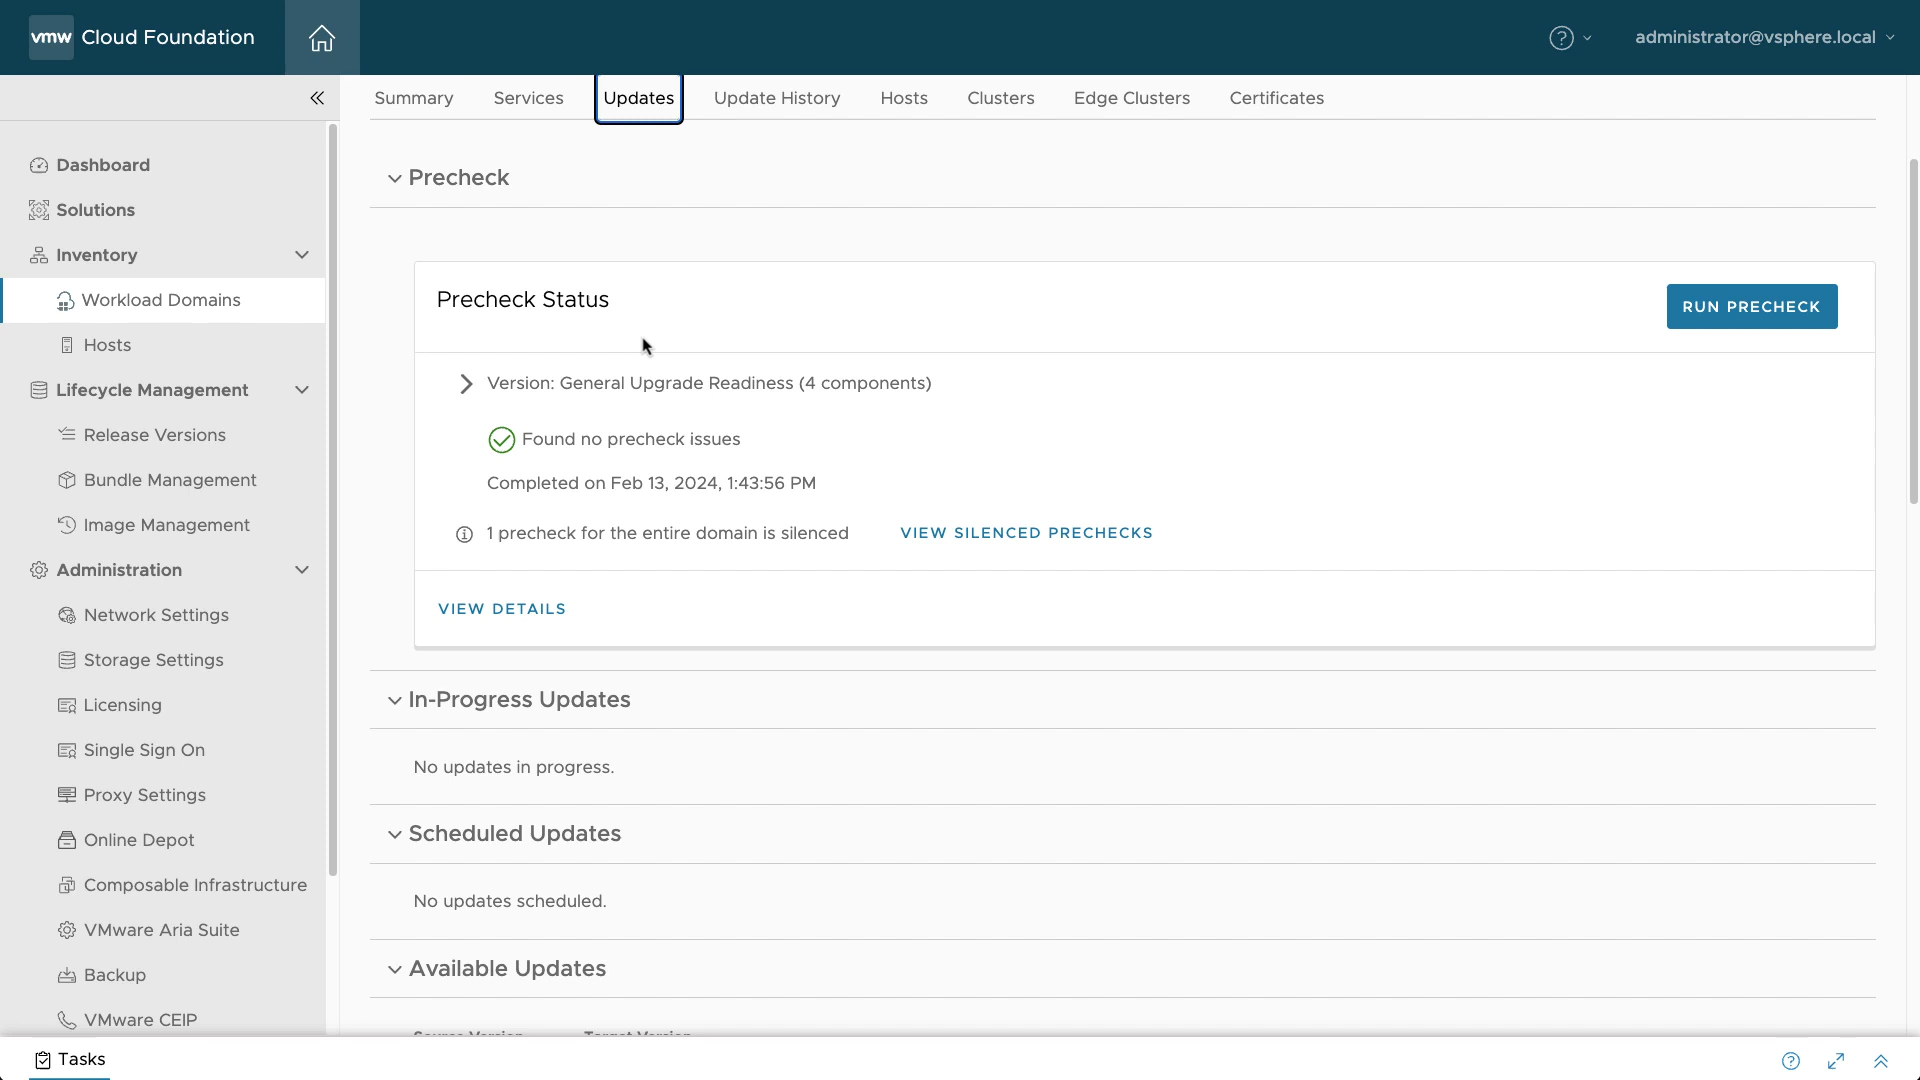 vmw Cloud Foundation
administrator@vsphere.local
Summary Services Updates Update History Hosts Clusters Edge Clusters Certificates
Dashboard
Solutions
Inventory
Workload Domains
Hosts
Lifecycle Management
Release Versions
Bundle Management
Image Management
Administration
Network Settings
Storage Settings
Licensing
Single Sign On
Proxy Settings
Online Depot
Composable Infrastructure
VMware Aria Suite
Backup
VMware CEIP
Precheck
Precheck Status
RUN PRECHECK
Version: General Upgrade Readiness (4 components)
Found no precheck issues
Completed on Feb 13, 2024, 1:43:56 PM
1 precheck for the entire domain is silenced VIEW SILENCED PRECHECKS
VIEW DETAILS
In-Progress Updates
No updates in progress.
Scheduled Updates
No updates scheduled.
Available Updates
Source Version Target Version
Tasks